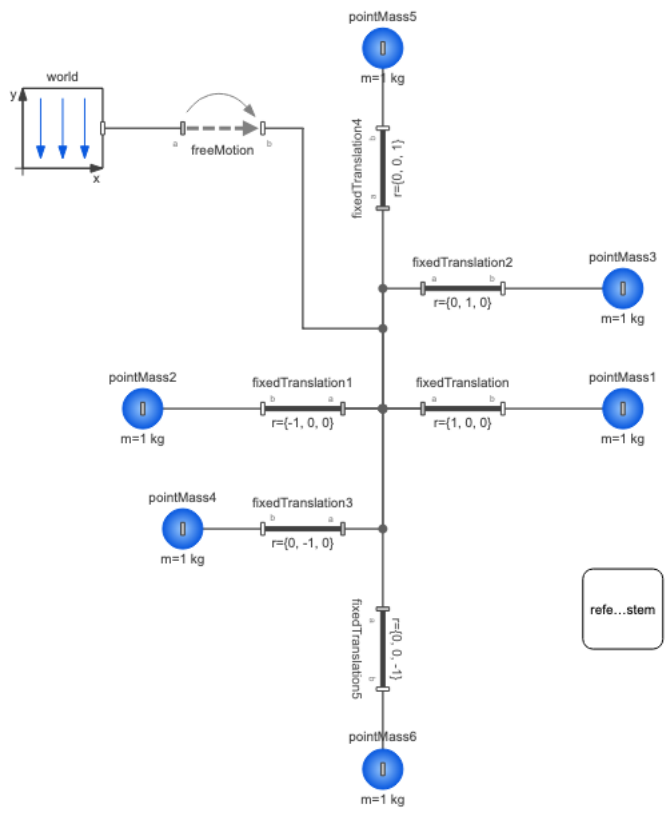 pointMass5
m=1 kg
world
y
x
a
b
freeMotion
fixedTranslation4
b
a
r={0, 0, 1}
fixedTranslation2
a
b
r={0, 1, 0}
pointMass3
m=1 kg
pointMass2
m=1 kg
fixedTranslation1
b
a
r={-1, 0, 0}
fixedTranslation
a
b
r={1, 0, 0}
pointMass1
m=1 kg
pointMass4
m=1 kg
fixedTranslation3
b
a
r={0, -1, 0}
refe...stem
fixedTranslation5
a
b
r={0, 0, -1}
pointMass6
m=1 kg